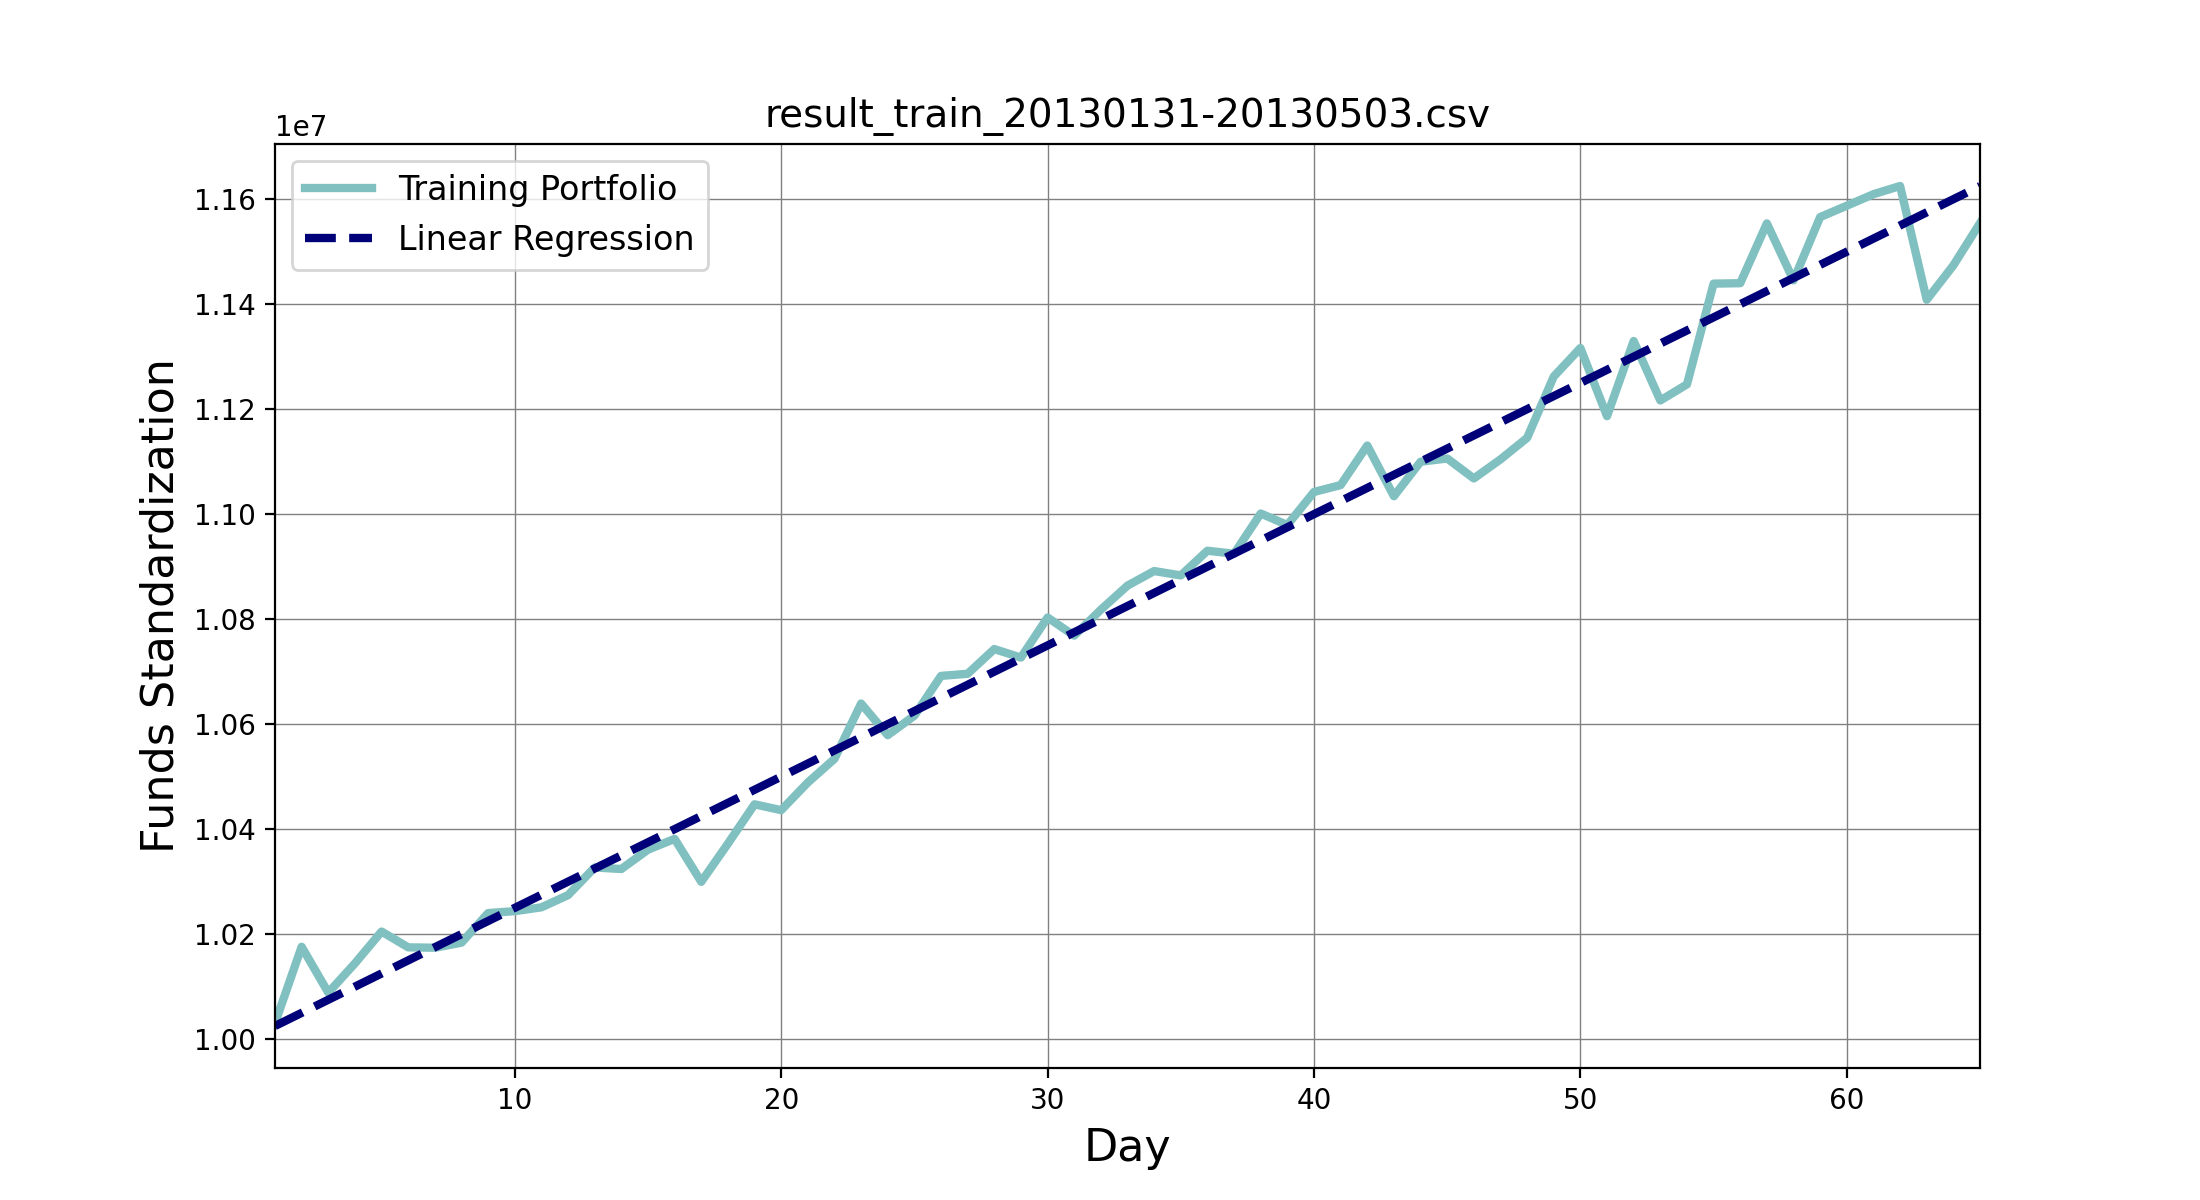 result_train_20130131-20130503.csv
1e7
Training Portfolio
Linear Regression
1.16
1.14
1.12
1.10
1.08
1.06
1.04
1.02
1.00
Funds Standardization
10 20 30 40 50 60
Day